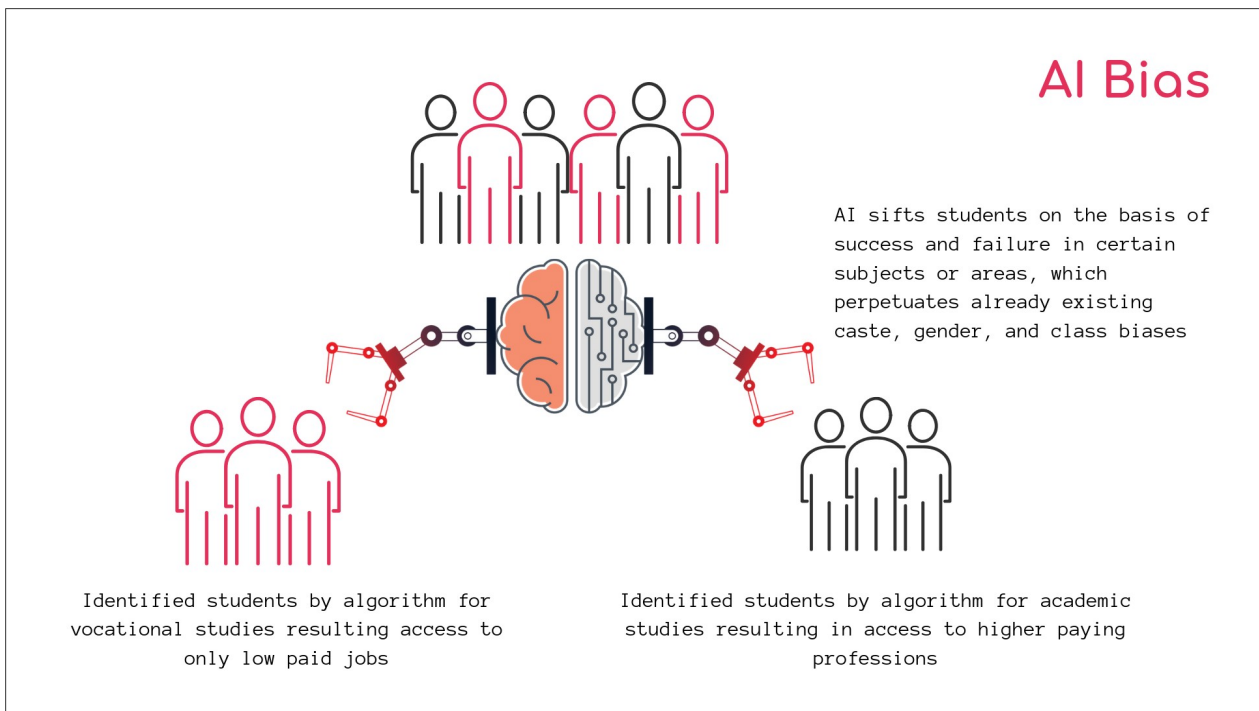 AI Bias
AI sifts students on the basis of
success and failure in certain
subjects or areas, which
perpetuates already existing
caste, gender, and class biases
Identified students by algorithm for
vocational studies resulting access to
only low paid jobs
Identified students by algorithm for academic
studies resulting in access to higher paying
professions